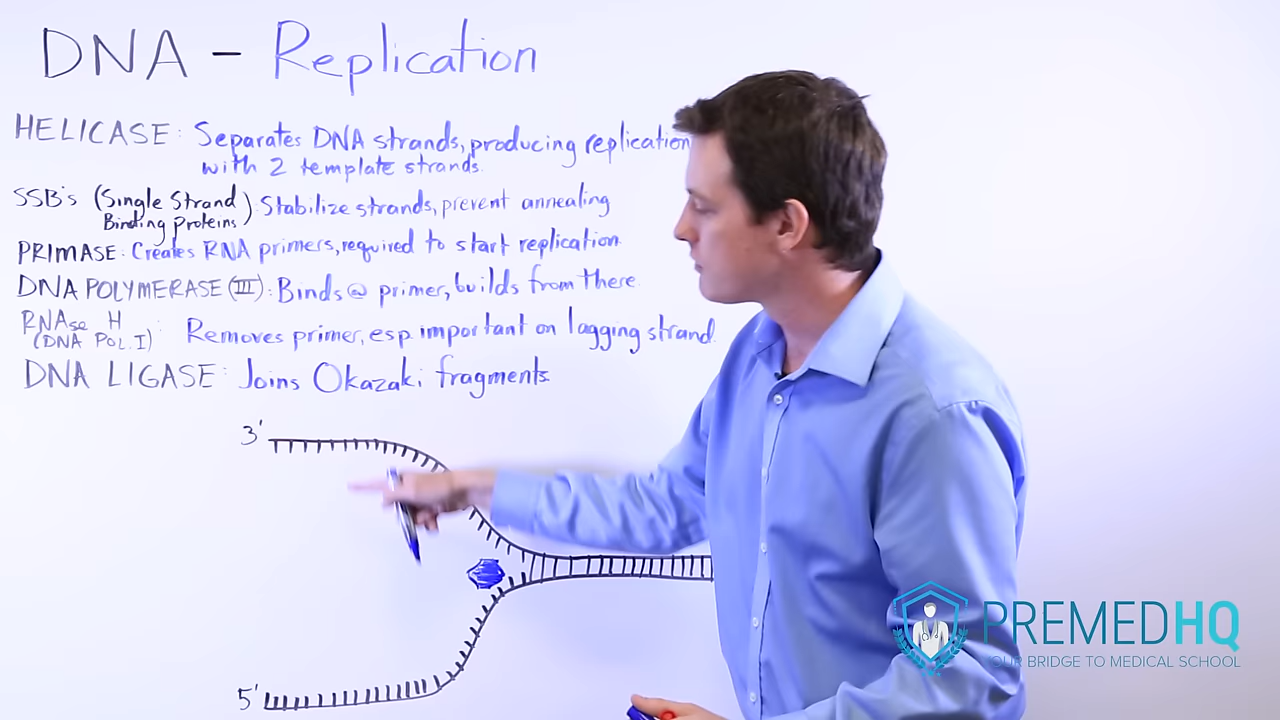 DNA - Replication
HELICASE: Separates DNA strands, producing replication
with 2 template strands.
SSB's (Single Strand Binding proteins): Stabilize strands, prevent annealing
PRIMASE: Creates RNA primers, required to start replication.
DNA POLYMERASE (III): Binds @ primer, builds from there.
RNAse H (DNA POL. I): Removes primer, esp. important on lagging strand.
DNA LIGASE: Joins Okazaki fragments.
3'
5'
PREMEDHQ
YOUR BRIDGE TO MEDICAL SCHOOL